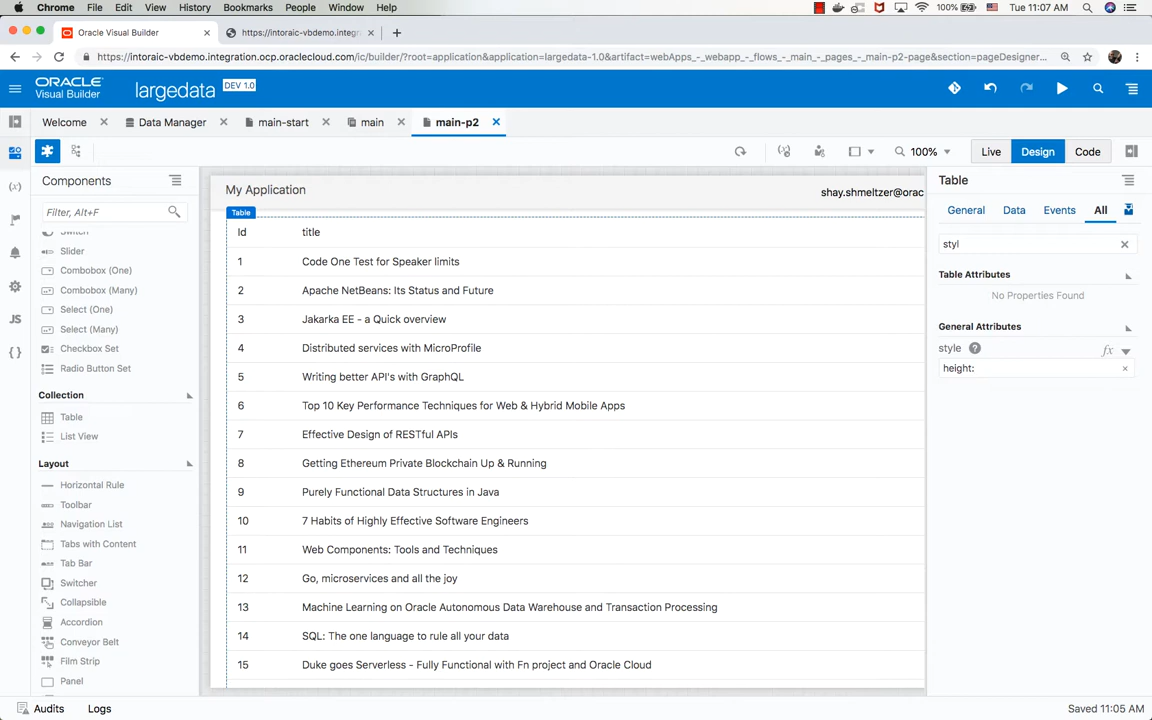 Chrome File Edit View History Bookmarks People Window Help 100% Tue 11:07 AM
Oracle Visual Builder × https://intoraic-vbdemo.integr × +
https://intoraic-vbdemo.integration.ocp.oraclecloud.com/ic/builder/?root=application&application=largedata-1.0&artifact=webApps_-_webapp_-_flows_-_main_-_pages_-_main-p2-page&section=pageDesigner...
ORACLE
Visual Builder
largedata DEV 1.0
Welcome × Data Manager × main-start × main × main-p2 ×
100% Live Design Code
Components
Filter, Alt+F
Switch
Slider
Combobox (One)
Combobox (Many)
Select (One)
Select (Many)
Checkbox Set
Radio Button Set
Collection
Table
List View
Layout
Horizontal Rule
Toolbar
Navigation List
Tabs with Content
Tab Bar
Switcher
Collapsible
Accordion
Conveyor Belt
Film Strip
Panel
(x)
JS
{ }
My Application shay.shmeltzer@orac
Table
Id title
1 Code One Test for Speaker limits
2 Apache NetBeans: Its Status and Future
3 Jakarka EE - a Quick overview
4 Distributed services with MicroProfile
5 Writing better API's with GraphQL
6 Top 10 Key Performance Techniques for Web & Hybrid Mobile Apps
7 Effective Design of RESTful APIs
8 Getting Ethereum Private Blockchain Up & Running
9 Purely Functional Data Structures in Java
10 7 Habits of Highly Effective Software Engineers
11 Web Components: Tools and Techniques
12 Go, microservices and all the joy
13 Machine Learning on Oracle Autonomous Data Warehouse and Transaction Processing
14 SQL: The one language to rule all your data
15 Duke goes Serverless - Fully Functional with Fn project and Oracle Cloud
Table
General Data Events All
styl ×
Table Attributes
No Properties Found
General Attributes
style ? fx
height: ×
Audits Logs Saved 11:05 AM